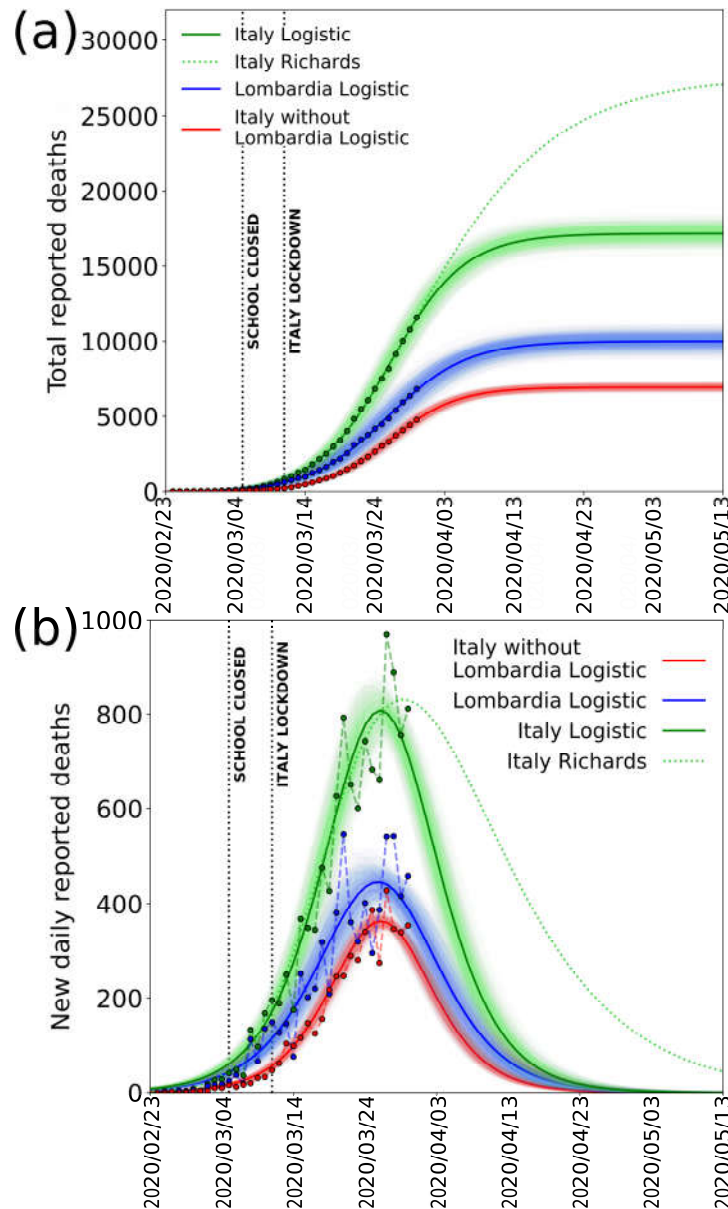 (a)
30000
25000
20000
15000
10000
5000
0
Total reported deaths
Italy Logistic
Italy Richards
Lombardia Logistic
Italy without
Lombardia Logistic
SCHOOL CLOSED
ITALY LOCKDOWN
2020/02/23
2020/03/04
2020/03/14
2020/03/24
2020/04/03
2020/04/13
2020/04/23
2020/05/03
2020/05/13
(b)
1000
800
600
400
200
0
New daily reported deaths
SCHOOL CLOSED
ITALY LOCKDOWN
Italy without
Lombardia Logistic
Lombardia Logistic
Italy Logistic
Italy Richards
2020/02/23
2020/03/04
2020/03/14
2020/03/24
2020/04/03
2020/04/13
2020/04/23
2020/05/03
2020/05/13